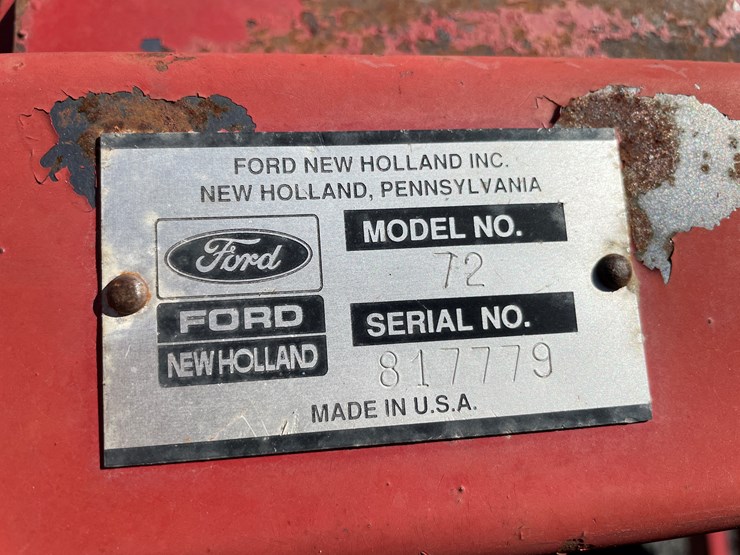 FORD NEW HOLLAND INC.
NEW HOLLAND, PENNSYLVANIA
Ford
FORD
NEW HOLLAND
MODEL NO.
72
SERIAL NO.
817779
MADE IN U.S.A.